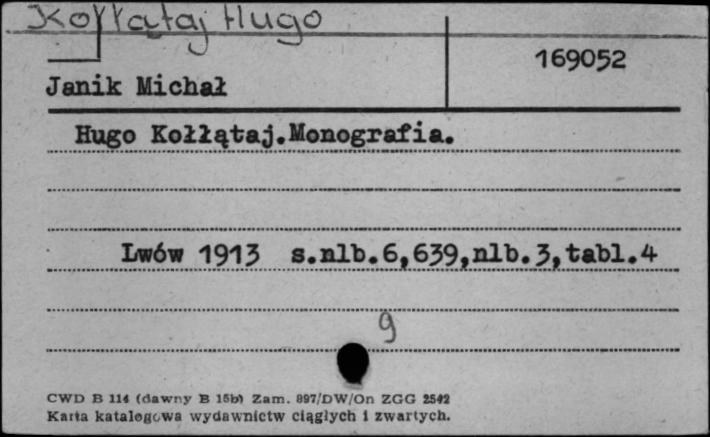 Kołłątaj Hugo
169052
Janik Michał
Hugo Kołłątaj.Monografia.
Lwów 1913 s.nlb.6,639,nlb.3,tabl.4
9
CWD B 114 (dawny B 15b) Zam. 897/DW/On ZGG 2542
Karta katalogowa wydawnictw ciągłych i zwartych.